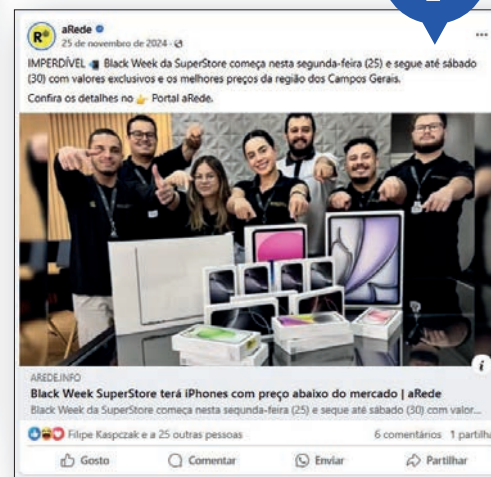 R
aRede
25 de novembro de 2024 ·
IMPERDÍVEL Black Week da SuperStore começa nesta segunda-feira (25) e segue até sábado
(30) com valores exclusivos e os melhores preços da região dos Campos Gerais.
Confira os detalhes no Portal aRede.
AREDE.INFO
Black Week SuperStore terá iPhones com preço abaixo do mercado | aRede
Black Week da SuperStore começa nesta segunda-feira (25) e segue até sábado (30) com valor...
Filipe Kaspczak e a 25 outras pessoas
6 comentários 1 partilha
Gosto Comentar Enviar Partilhar